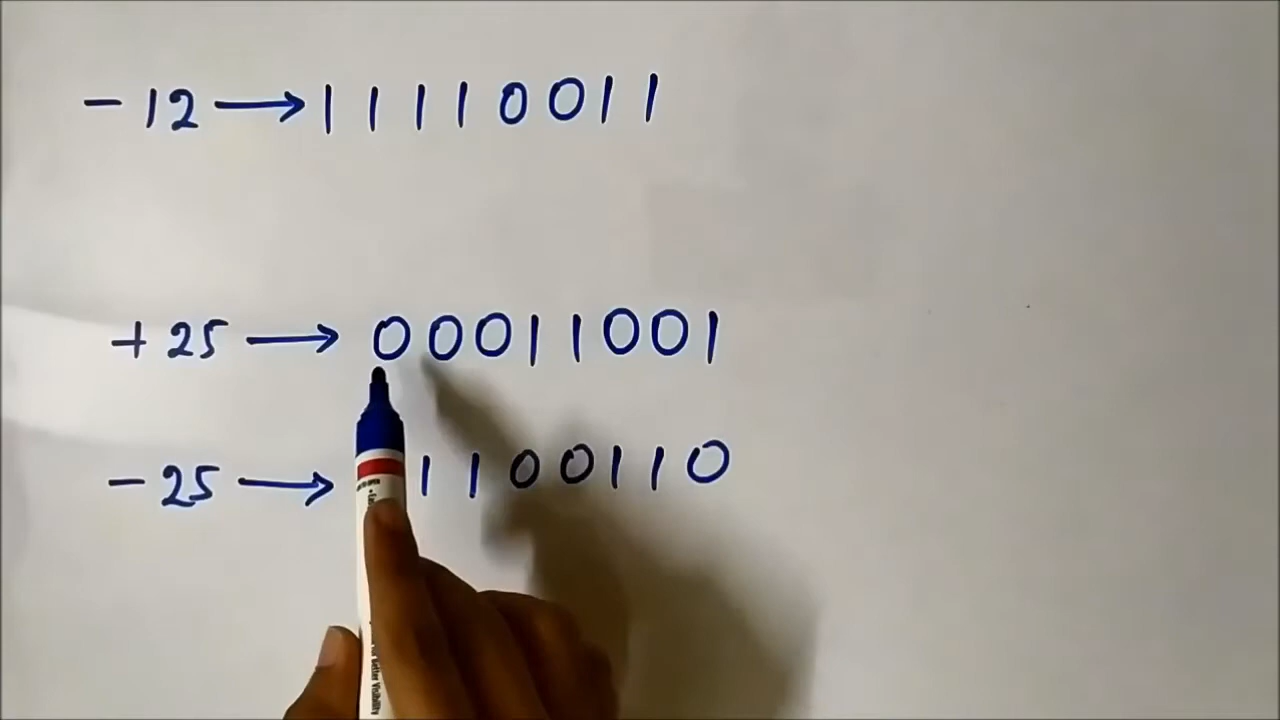 - 12 → 11110011
+ 25 → 00011001
- 25 → 1100110